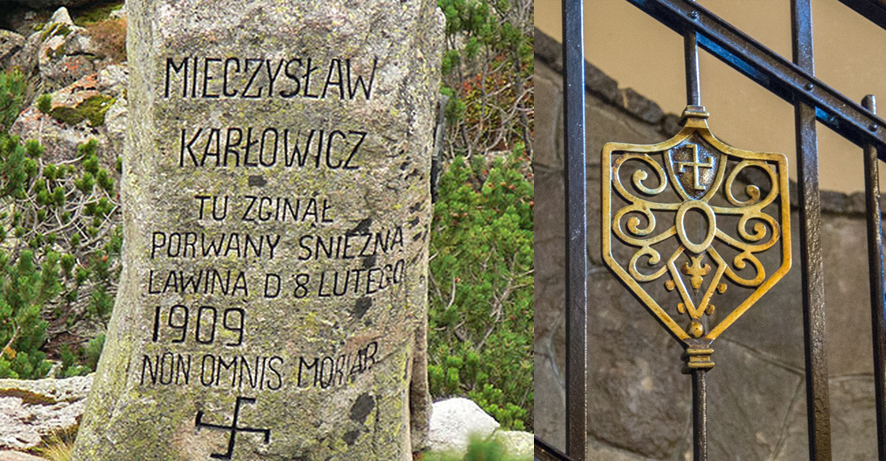 MIECZYSŁAW
KARŁOWICZ
TU ZGINĄŁ
PORWANY ŚNIEŻNĄ
LAWINĄ D 8 LUTEGO
1909
NON OMNIS MORIAR